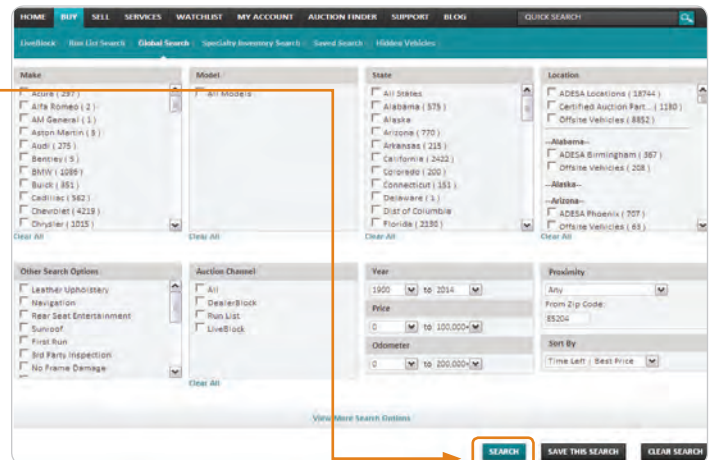 HOME BUY SELL SERVICES WATCHLIST MY ACCOUNT AUCTION FINDER SUPPORT BLOG QUICK SEARCH
LiveBlock Run List Search Global Search Specialty Inventory Search Saved Search Hidden Vehicles
Make
Acura ( 297 )
Alfa Romeo ( 2 )
AM General ( 1 )
Aston Martin ( 5 )
Audi ( 275 )
Bentley ( 5 )
BMW ( 1086 )
Buick ( 851 )
Cadillac ( 582 )
Chevrolet ( 4219 )
Chrysler ( 1015 )
Clear All
Model
All Models
Clear All
State
All States
Alabama ( 575 )
Alaska
Arizona ( 770 )
Arkansas ( 215 )
California ( 2422 )
Colorado ( 200 )
Connecticut ( 151 )
Delaware ( 1 )
Dist of Columbia
Florida ( 2180 )
Clear All
Location
ADESA Locations ( 18744 )
Certified Auction Part... ( 1180 )
Offsite Vehicles ( 8852 )
--Alabama--
ADESA Birmingham ( 367 )
Offsite Vehicles ( 208 )
--Alaska--
--Arizona--
ADESA Phoenix ( 707 )
Offsite Vehicles ( 63 )
Clear All
Other Search Options
Leather Upholstery
Navigation
Rear Seat Entertainment
Sunroof
First Run
3rd Party Inspection
No Frame Damage
Auction Channel
All
DealerBlock
Run List
LiveBlock
Clear All
Year
1900 to 2014
Price
0 to 100,000+
Odometer
0 to 200,000+
Proximity
Any
From Zip Code:
85204
Sort By
Time Left | Best Price
View More Search Options
SEARCH SAVE THIS SEARCH CLEAR SEARCH